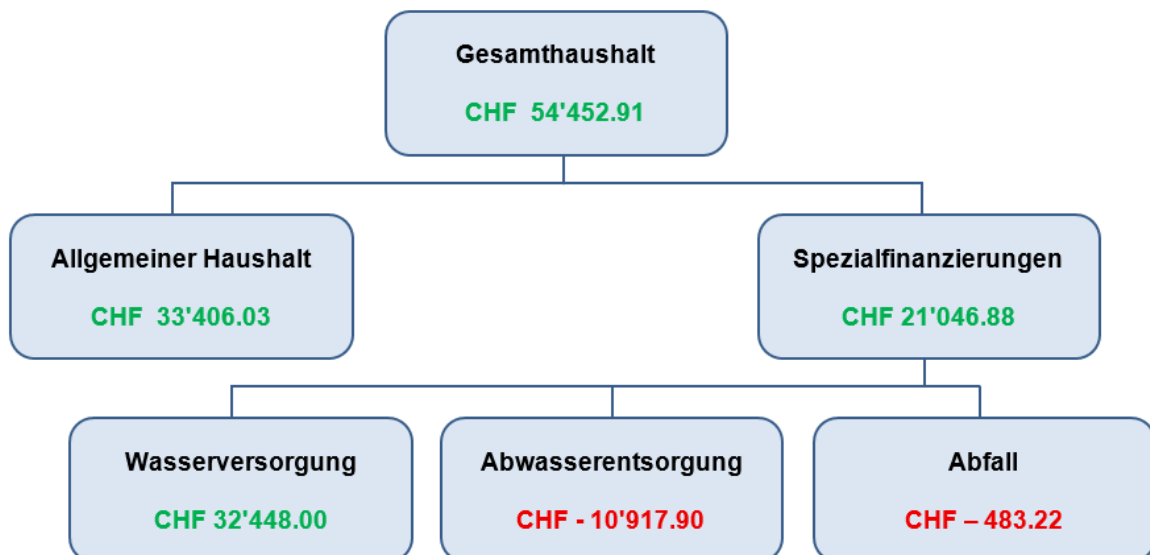 Gesamthaushalt
CHF  54'452.91
Allgemeiner Haushalt
CHF  33'406.03
Spezialfinanzierungen
CHF 21'046.88
Wasserversorgung
CHF 32'448.00
Abwasserentsorgung
CHF - 10'917.90
Abfall
CHF – 483.22